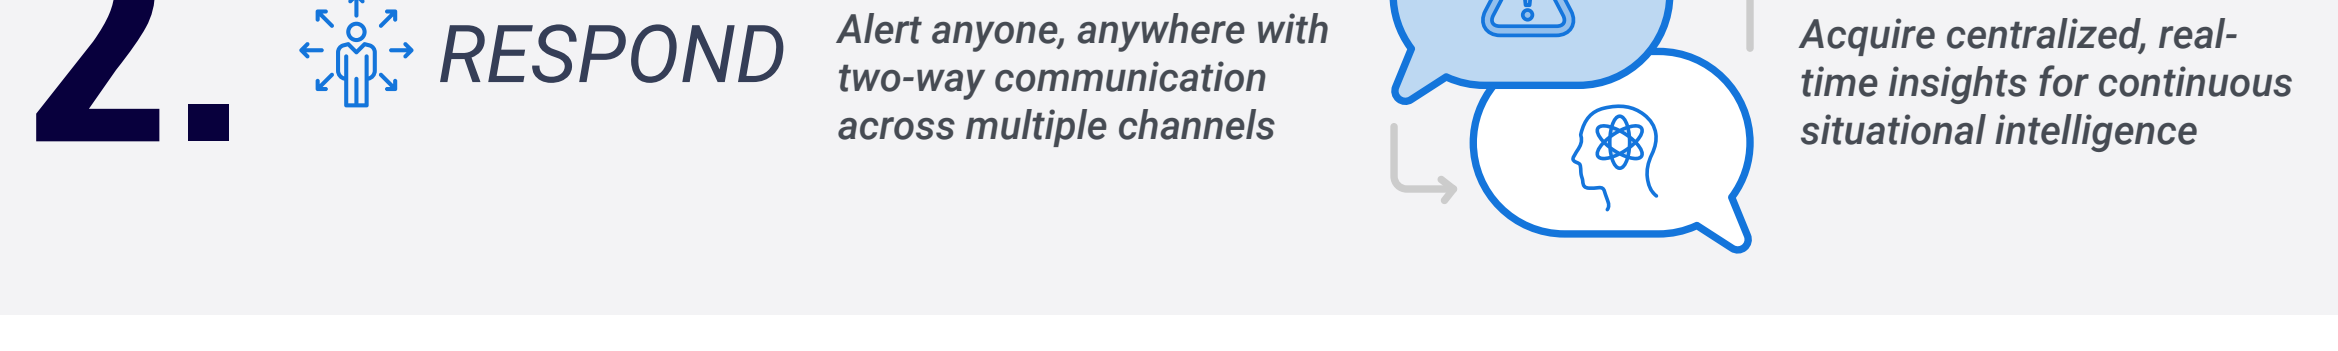 2.
RESPOND
Alert anyone, anywhere with
two-way communication
across multiple channels
Acquire centralized, real-
time insights for continuous
situational intelligence